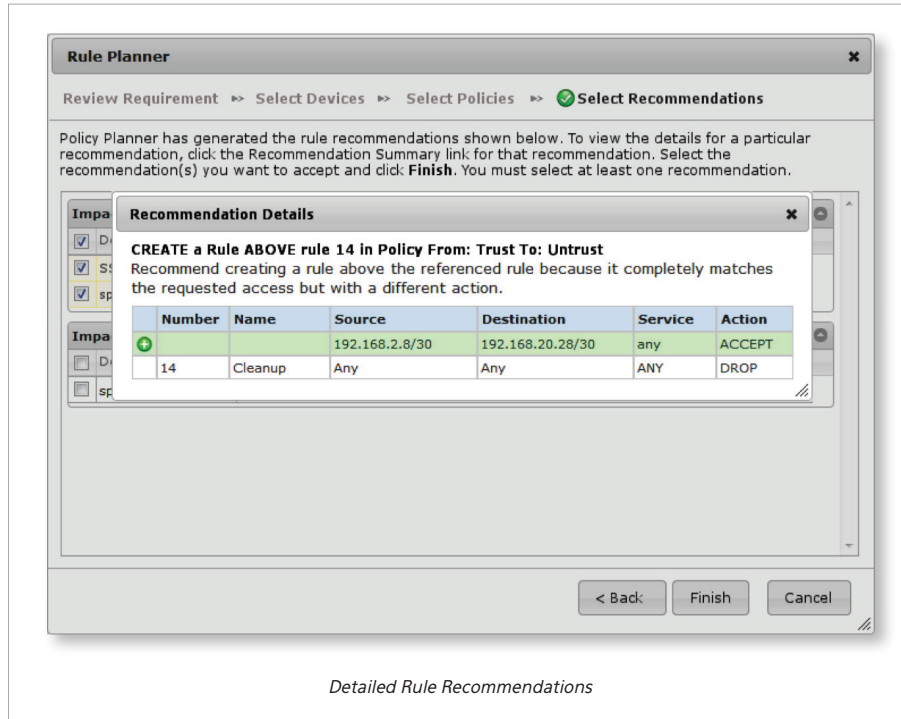 Rule Planner
Review Requirement Select Devices Select Policies Select Recommendations
Policy Planner has generated the rule recommendations shown below. To view the details for a particular
recommendation, click the Recommendation Summary link for that recommendation. Select the
recommendation(s) you want to accept and click Finish. You must select at least one recommendation.
Recommendation Details
CREATE a Rule ABOVE rule 14 in Policy From: Trust To: Untrust
Recommend creating a rule above the referenced rule because it completely matches
the requested access but with a different action.
Number Name Source Destination Service Action
192.168.2.8/30 192.168.20.28/30 any ACCEPT
14 Cleanup Any Any ANY DROP
< Back Finish Cancel
Detailed Rule Recommendations